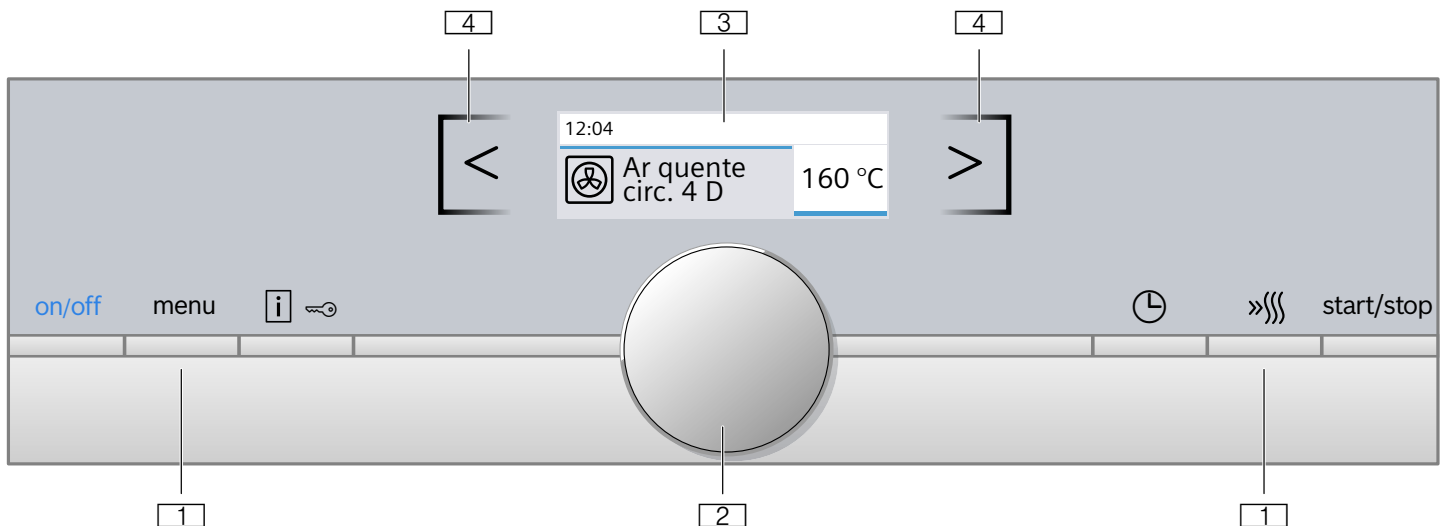 4 3 4
12:04
<
Ar quente
circ. 4 D
160 °C
>
on/off menu i start/stop
1 2 1